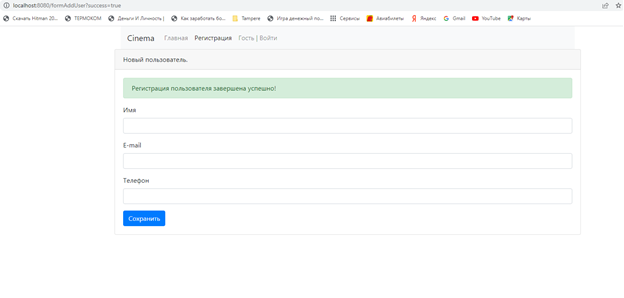 localhost:8080/formAddUser?success=true
Скачать Hitman 20... ТЕРМОКОМ Деньги И Личность | Как заработать бо... Tampere Игра денежный по... Сервисы Авиабилеты Яндекс Gmail YouTube Карты
Cinema Главная Регистрация Гость | Войти
Новый пользователь.
Регистрация пользователя завершена успешно!
Имя
E-mail
Телефон
Сохранить